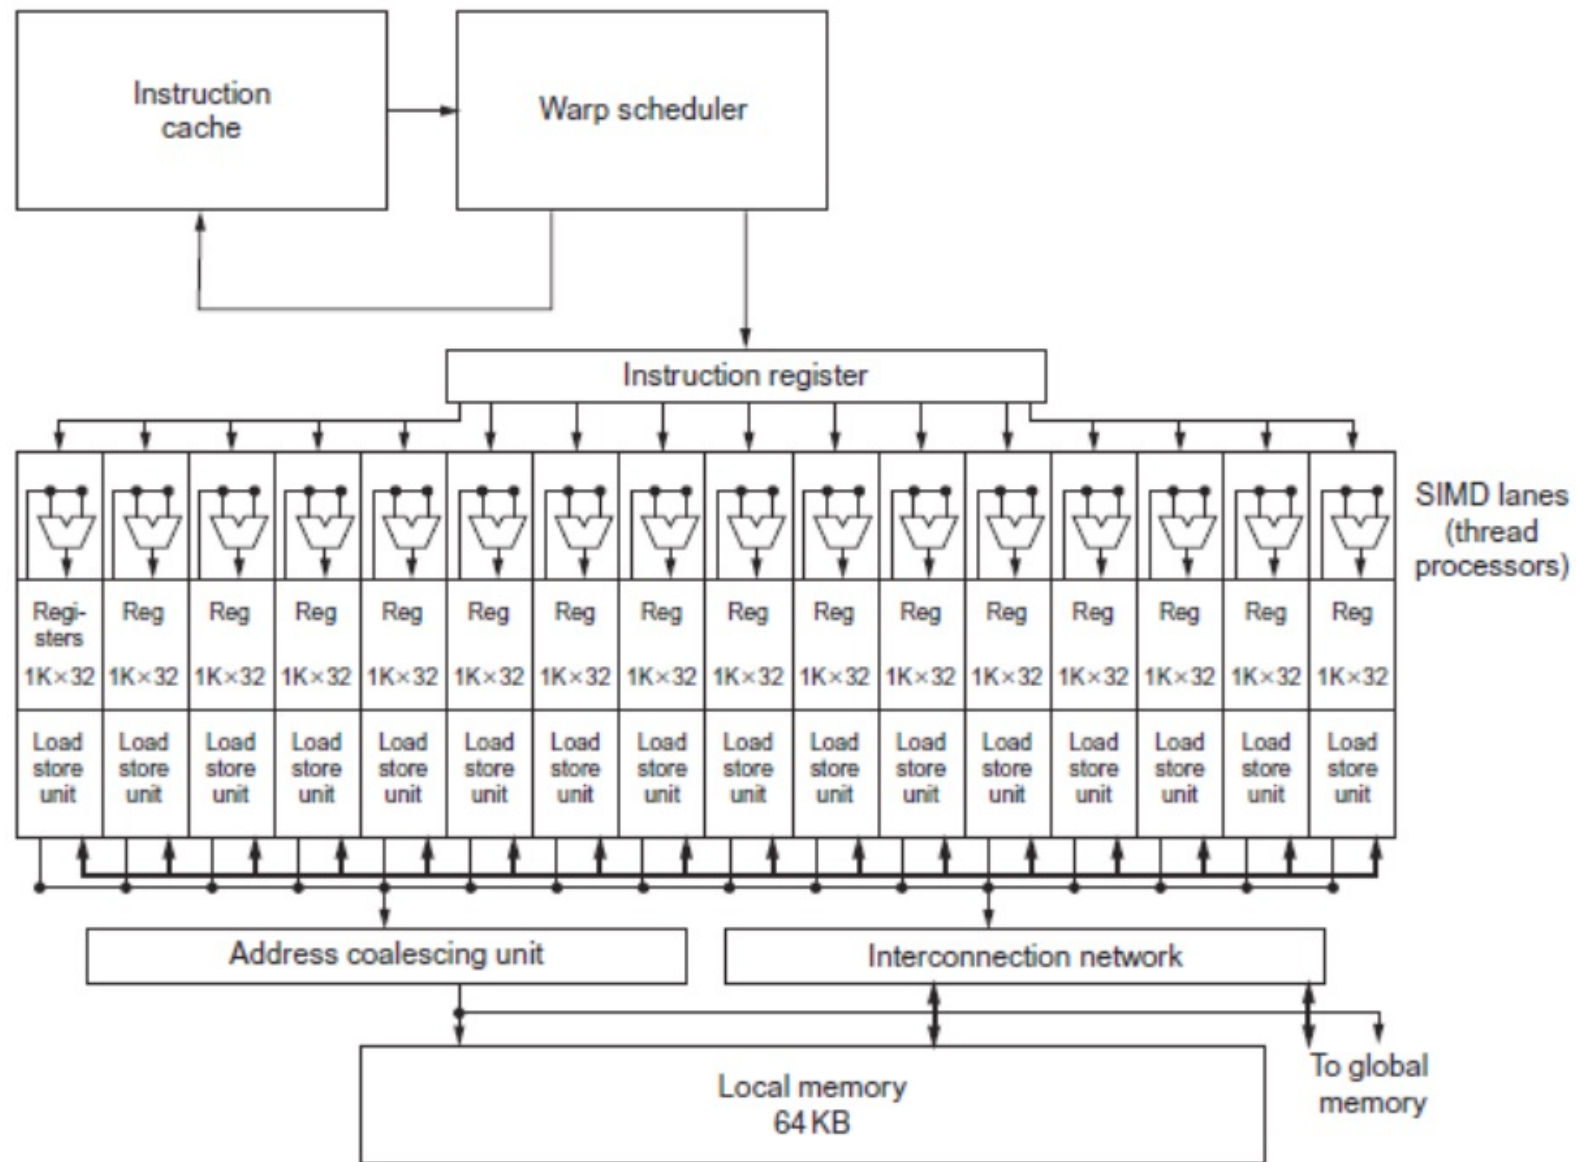 Instruction
cache
Warp scheduler
Instruction register
SIMD lanes
(thread
processors)
Regi-
sters
Reg Reg Reg Reg Reg Reg Reg Reg Reg Reg Reg Reg Reg Reg Reg
1K×32 1K×32 1K×32 1K×32 1K×32 1K×32 1K×32 1K×32 1K×32 1K×32 1K×32 1K×32 1K×32 1K×32 1K×32 1K×32
Load Load Load Load Load Load Load Load Load Load Load Load Load Load Load Load
store store store store store store store store store store store store store store store store
unit unit unit unit unit unit unit unit unit unit unit unit unit unit unit unit
Address coalescing unit
Interconnection network
Local memory
64 KB
To global
memory